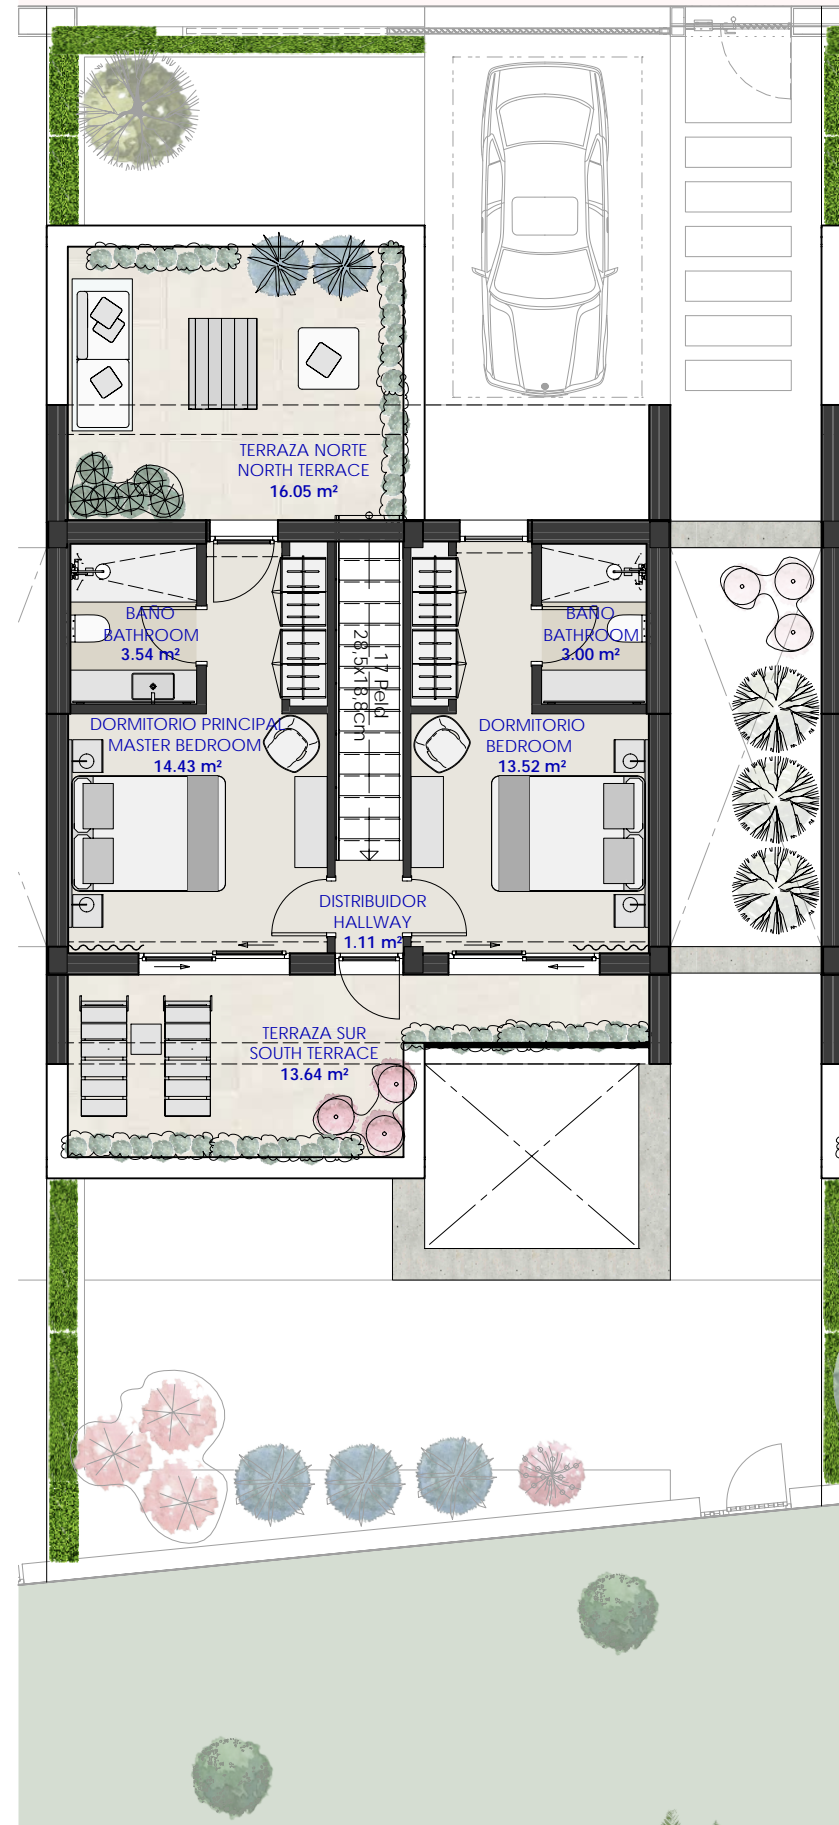 TERRAZA NORTE
NORTH TERRACE
16.05 m²
BAÑO
BATHROOM
3.54 m²
17 Peld
28,5x18,8cm
BAÑO
BATHROOM
3.00 m²
DORMITORIO PRINCIPAL
MASTER BEDROOM
14.43 m²
DORMITORIO
BEDROOM
13.52 m²
DISTRIBUIDOR
HALLWAY
1.11 m²
TERRAZA SUR
SOUTH TERRACE
13.64 m²